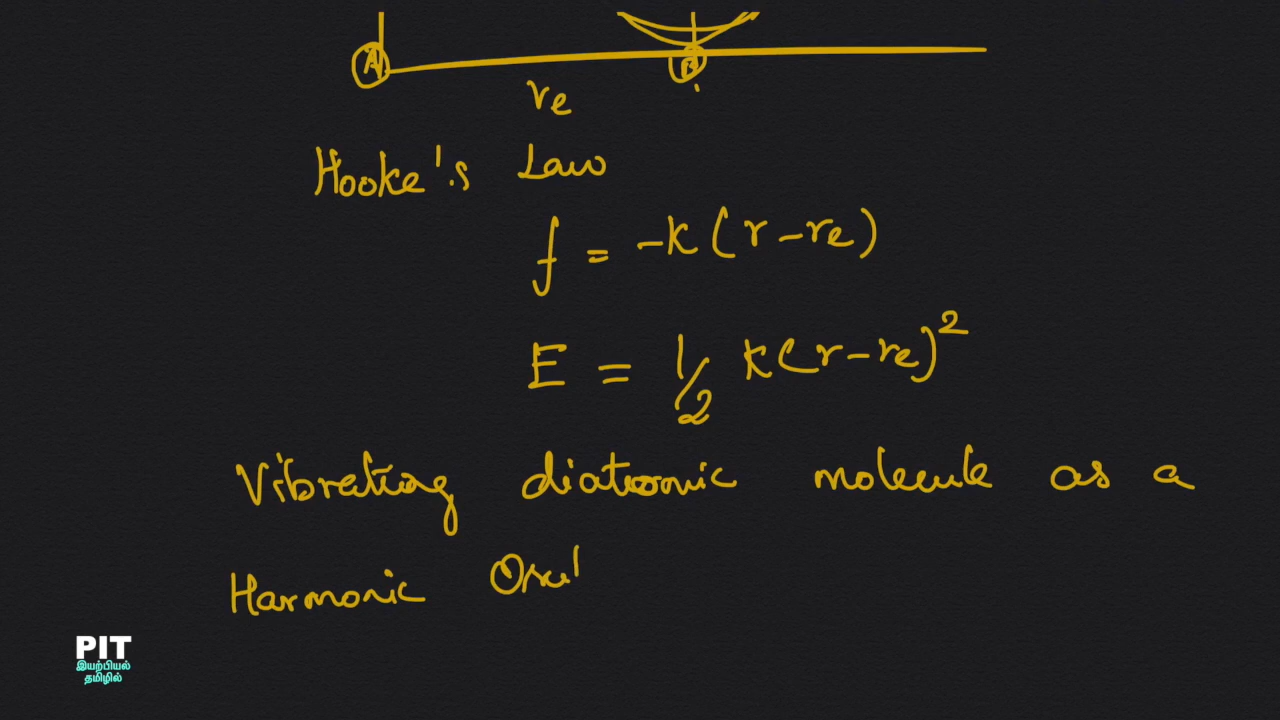 A B
re
Hooke's Law
f = -k(r-re)
E = 1/2 k(r-re)²
Vibrating diatomic molecule as a
Harmonic
PIT
இயற்பியல்
தமிழில்